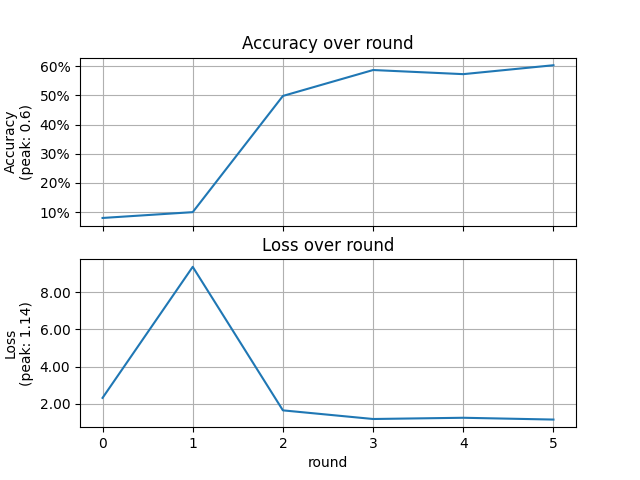 Accuracy over round
60%
50%
40%
30%
20%
10%
Accuracy
(peak: 0.6)
Loss over round
8.00
6.00
4.00
2.00
Loss
(peak: 1.14)
0 1 2 3 4 5
round